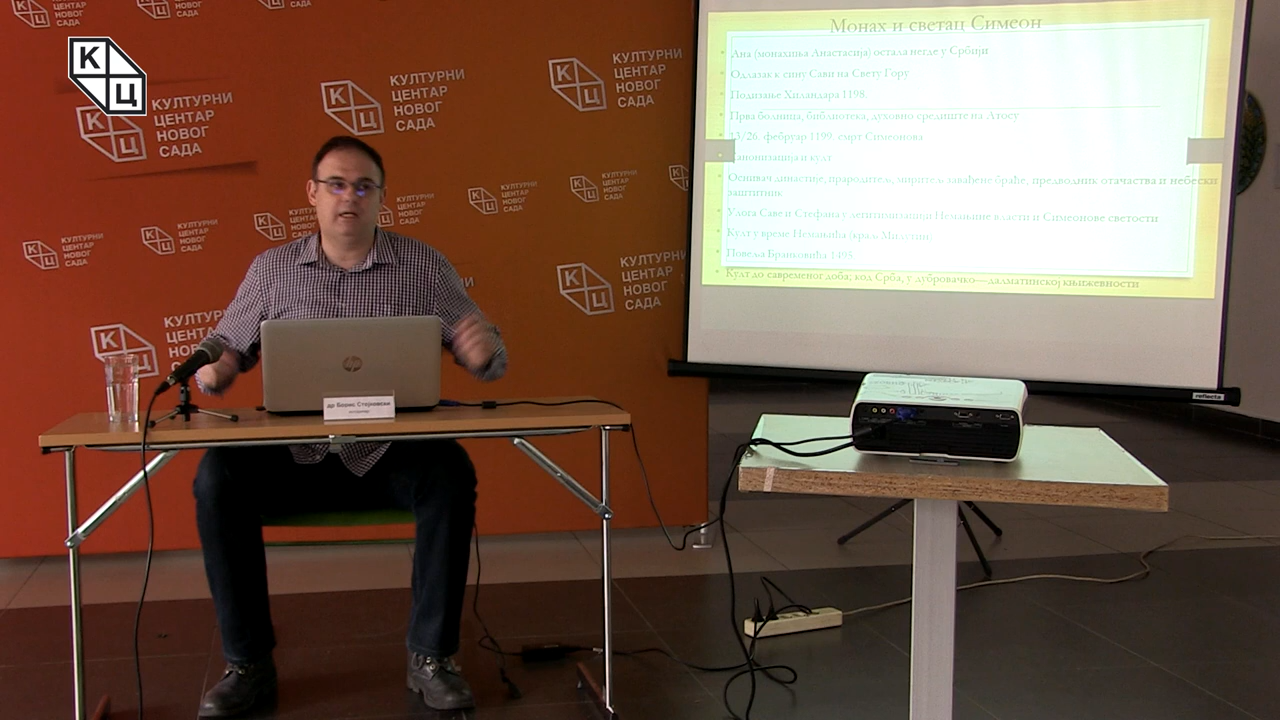 К
Ц
КУЛТУРНИ
ЦЕНТАР
НОВОГ
САДА
Монах и светац Симеон
Ана (монахиња Анастасија) остала негде у Србији
Одлазак к сину Сави на Свету Гору
Подизање Хиландара 1198.
Прва болница, библиотека, духовно средиште на Атосу
13/26. фебруар 1199. смрт Симеонова
Канонизација и култ
Оснивач династије, прародитељ, миритељ завађене браће, предводник отачаства и небески
заштитник
Улога Саве и Стефана у легитимизацији Немањине власти и Симеонове светости
Култ у време Немањића (краљ Милутин)
Повеља Бранковића 1495.
Култ до савременог доба; код Срба, у дубровачко—далматинској књижевности
др Борис Стојковски
hp
reflecta